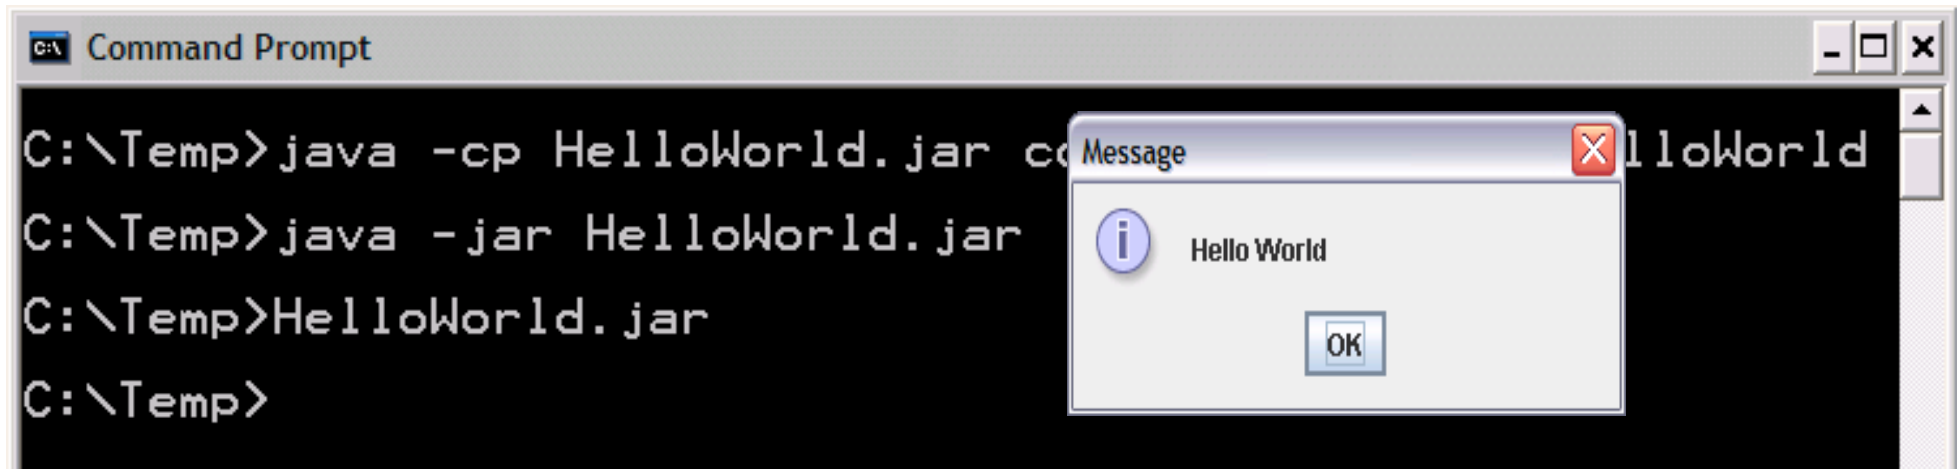 Command Prompt
C:\Temp>java -cp HelloWorld.jar lloWorld
C:\Temp>java -jar HelloWorld.jar
C:\Temp>HelloWorld.jar
C:\Temp>
Message
Hello World
OK